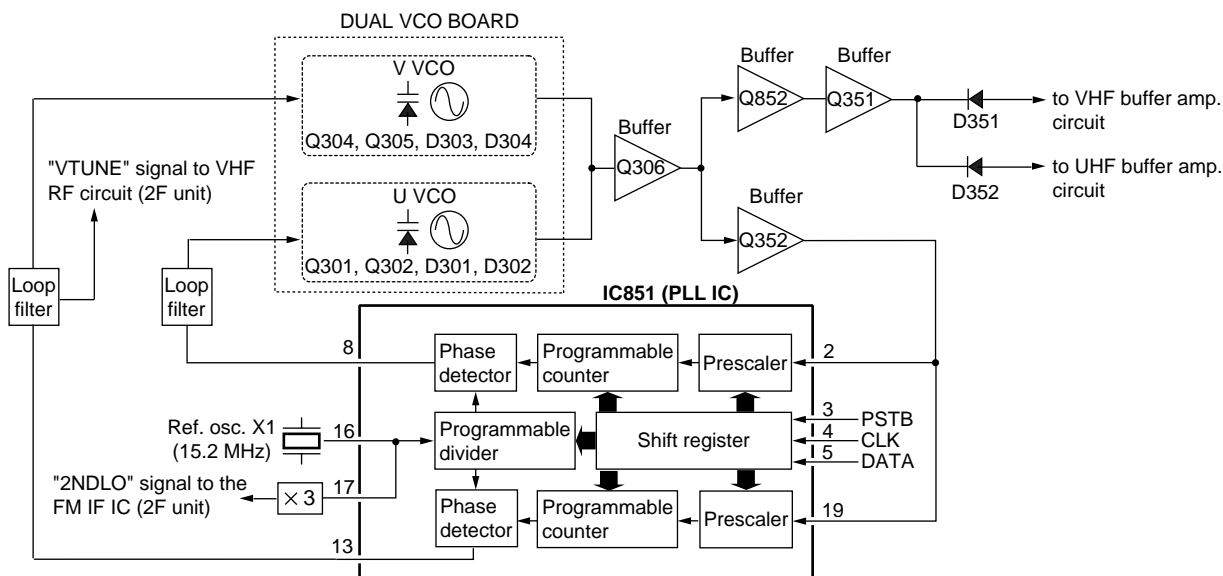 DUAL VCO BOARD
V VCO
Q304, Q305, D303, D304
U VCO
Q301, Q302, D301, D302
Buffer
Q306
Buffer
Q852
Buffer
Q351
D351
to VHF buffer amp.
circuit
D352
to UHF buffer amp.
circuit
Buffer
Q352
"VTUNE" signal to VHF
RF circuit (2F unit)
Loop
filter
Loop
filter
IC851 (PLL IC)
8
Phase
detector
Programmable
counter
Prescaler
2
Ref. osc. X1
(15.2 MHz)
16
Programmable
divider
Shift register
3
PSTB
4
CLK
5
DATA
"2NDLO" signal to the
FM IF IC (2F unit)
× 3
17
Phase
detector
Programmable
counter
Prescaler
19
13